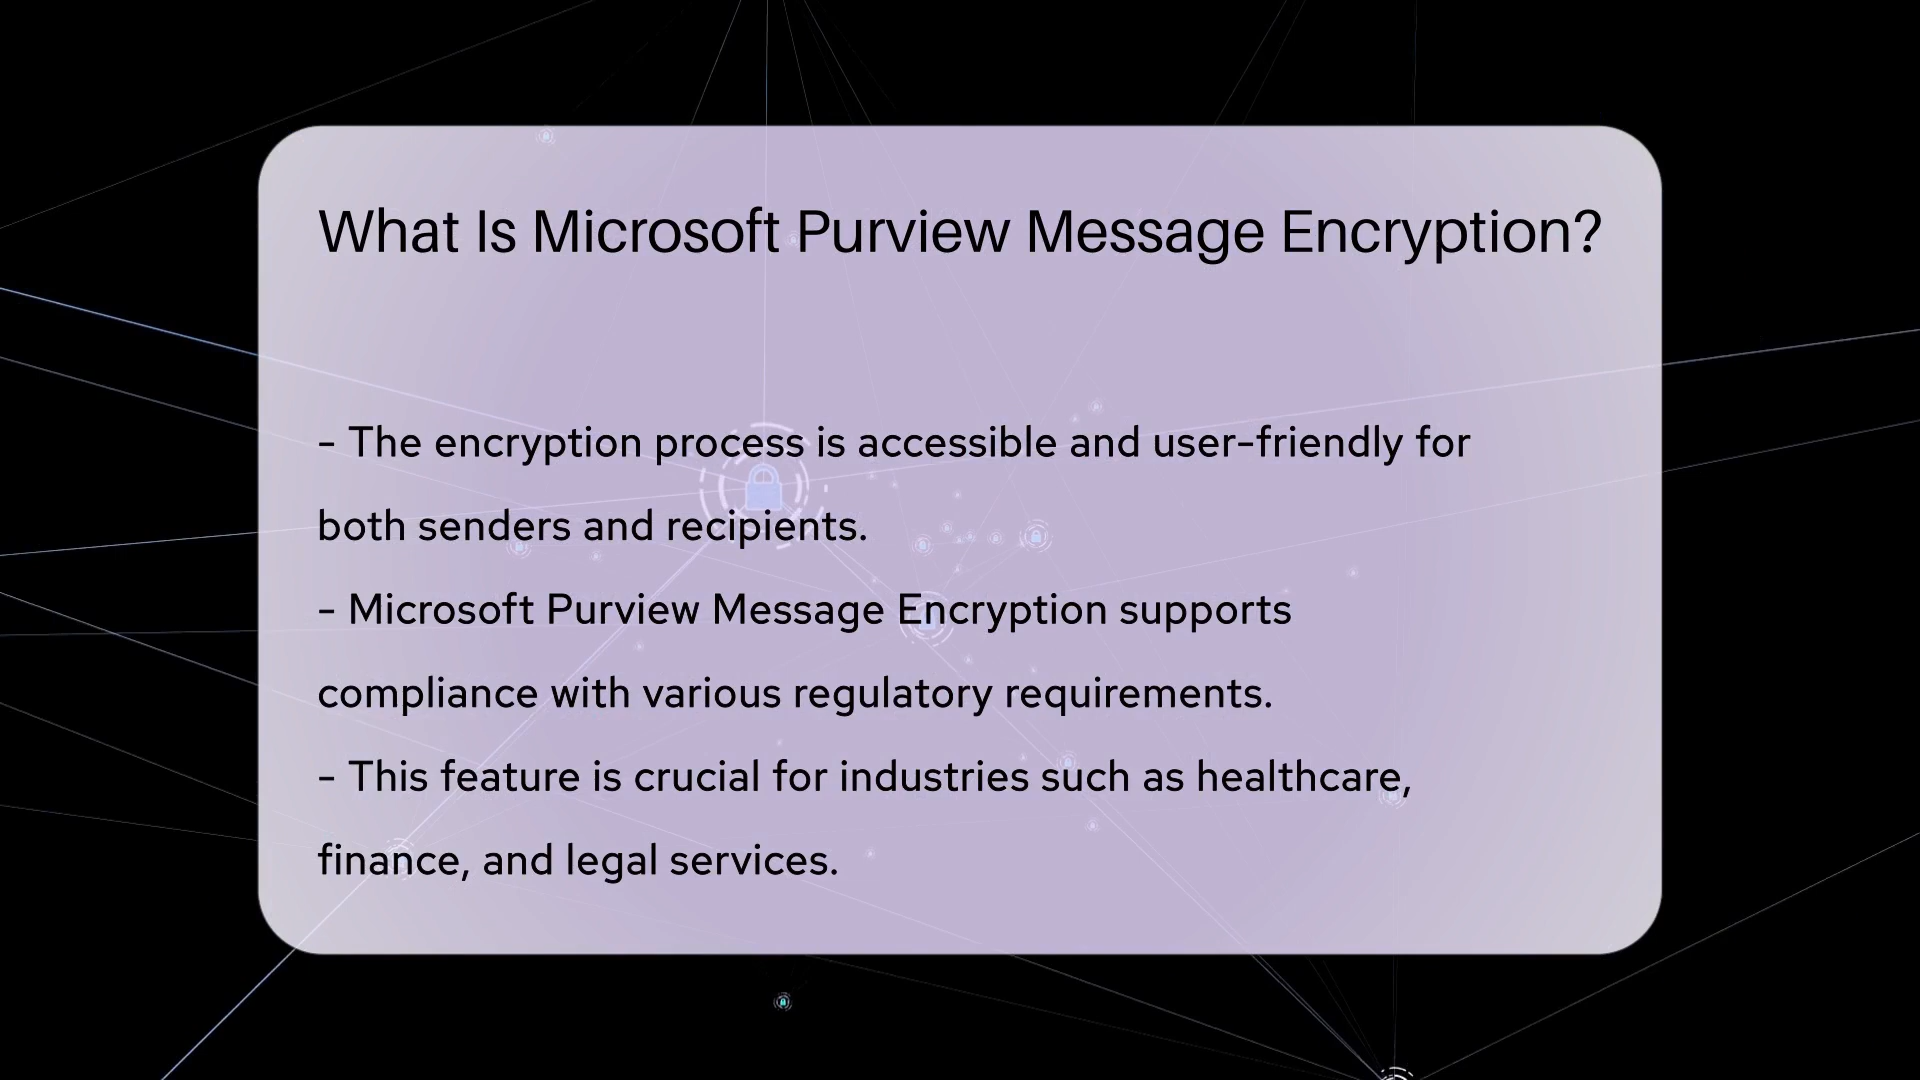 What Is Microsoft Purview Message Encryption?
- The encryption process is accessible and user-friendly for
both senders and recipients.
- Microsoft Purview Message Encryption supports
compliance with various regulatory requirements.
- This feature is crucial for industries such as healthcare,
finance, and legal services.